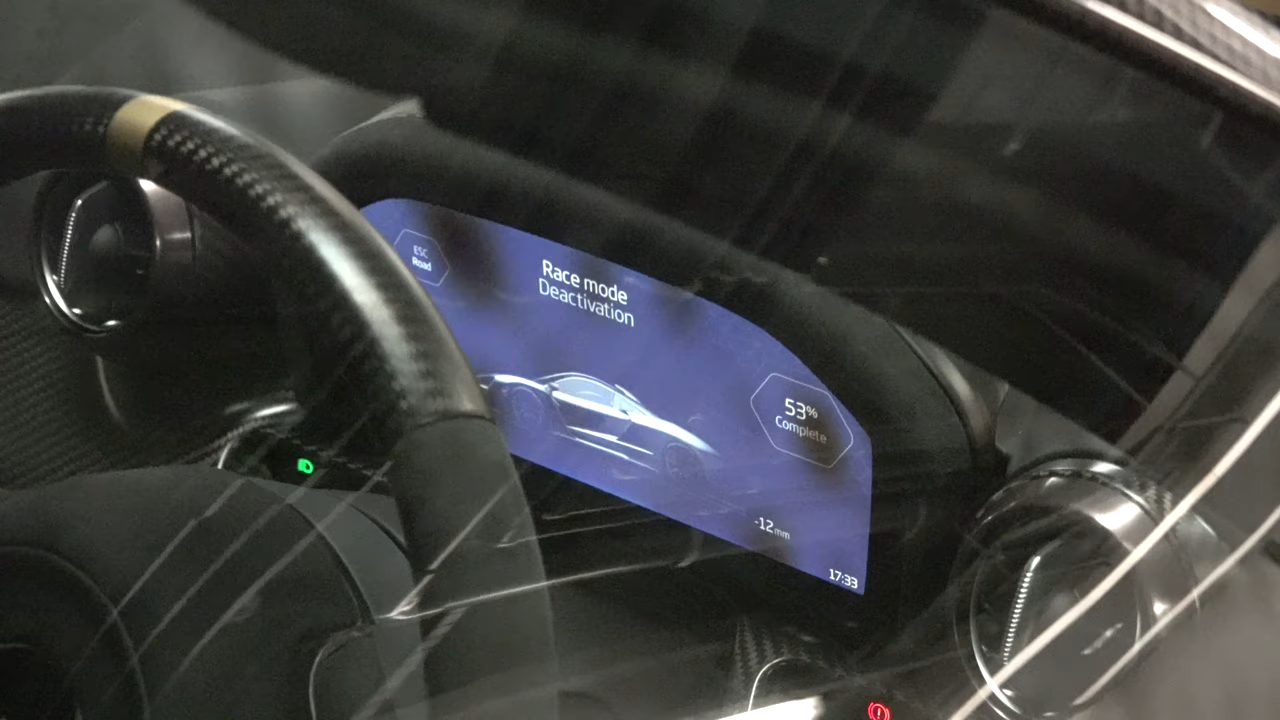 ESC
Road
Race mode
Deactivation
53%
Complete
-12mm
17:33